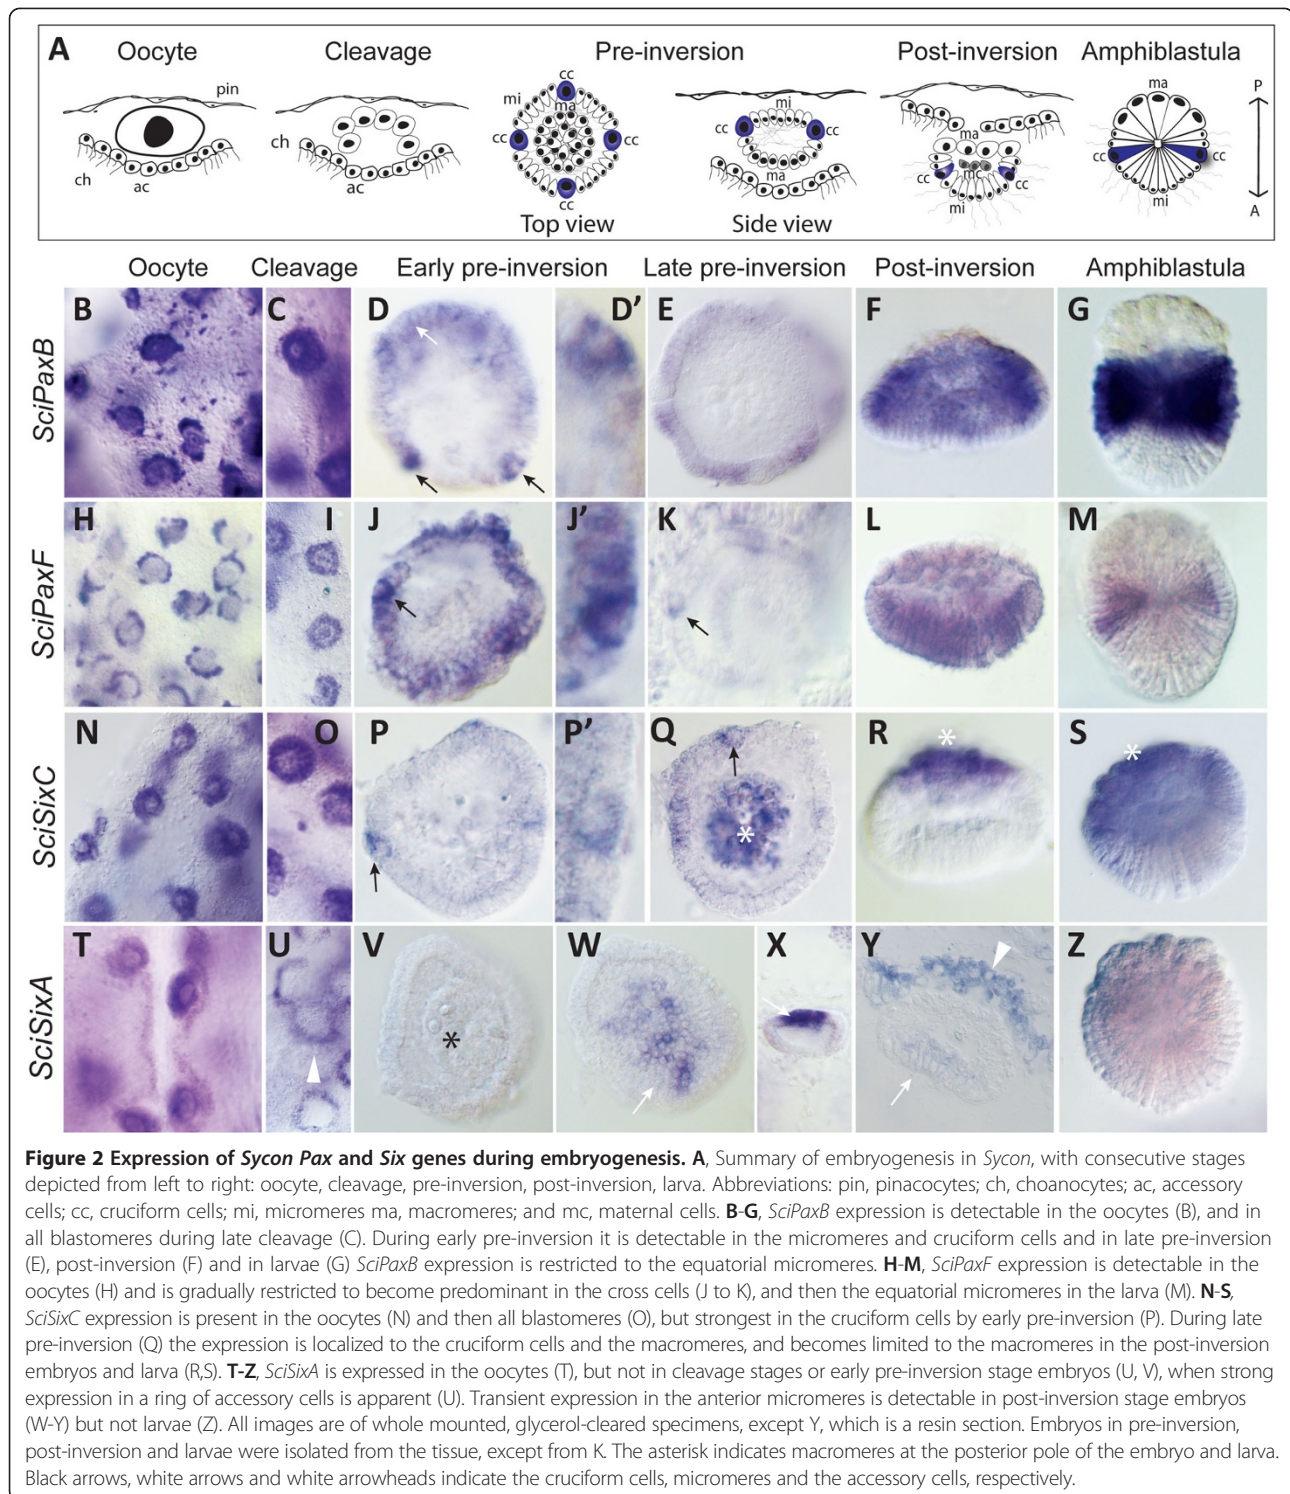 A
Oocyte Cleavage Pre-inversion Post-inversion Amphiblastula
pin
ch
ac
ch
ac
cc
mi
ma
cc
cc
cc
Top view
mi
cc
cc
ma
Side view
ma
cc
mc
cc
mi
ma
cc
cc
mi
P
A
Oocyte Cleavage Early pre-inversion Late pre-inversion Post-inversion Amphiblastula
SciPaxB
B C D D’ E F G
SciPaxF
H I J J’ K L M
SciSixC
N O P P’ Q R S
* * *
SciSixA
T U V W X Y Z
*
Figure 2 Expression of Sycon Pax and Six genes during embryogenesis. A, Summary of embryogenesis in Sycon, with consecutive stages
depicted from left to right: oocyte, cleavage, pre-inversion, post-inversion, larva. Abbreviations: pin, pinacocytes; ch, choanocytes; ac, accessory
cells; cc, cruciform cells; mi, micromeres ma, macromeres; and mc, maternal cells. B-G, SciPaxB expression is detectable in the oocytes (B), and in
all blastomeres during late cleavage (C). During early pre-inversion it is detectable in the micromeres and cruciform cells and in late pre-inversion
(E), post-inversion (F) and in larvae (G) SciPaxB expression is restricted to the equatorial micromeres. H-M, SciPaxF expression is detectable in the
oocytes (H) and is gradually restricted to become predominant in the cross cells (J to K), and then the equatorial micromeres in the larva (M). N-S,
SciSixC expression is present in the oocytes (N) and then all blastomeres (O), but strongest in the cruciform cells by early pre-inversion (P). During late
pre-inversion (Q) the expression is localized to the cruciform cells and the macromeres, and becomes limited to the macromeres in the post-inversion
embryos and larva (R,S). T-Z, SciSixA is expressed in the oocytes (T), but not in cleavage stages or early pre-inversion stage embryos (U, V), when strong
expression in a ring of accessory cells is apparent (U). Transient expression in the anterior micromeres is detectable in post-inversion stage embryos
(W-Y) but not larvae (Z). All images are of whole mounted, glycerol-cleared specimens, except Y, which is a resin section. Embryos in pre-inversion,
post-inversion and larvae were isolated from the tissue, except from K. The asterisk indicates macromeres at the posterior pole of the embryo and larva.
Black arrows, white arrows and white arrowheads indicate the cruciform cells, micromeres and the accessory cells, respectively.